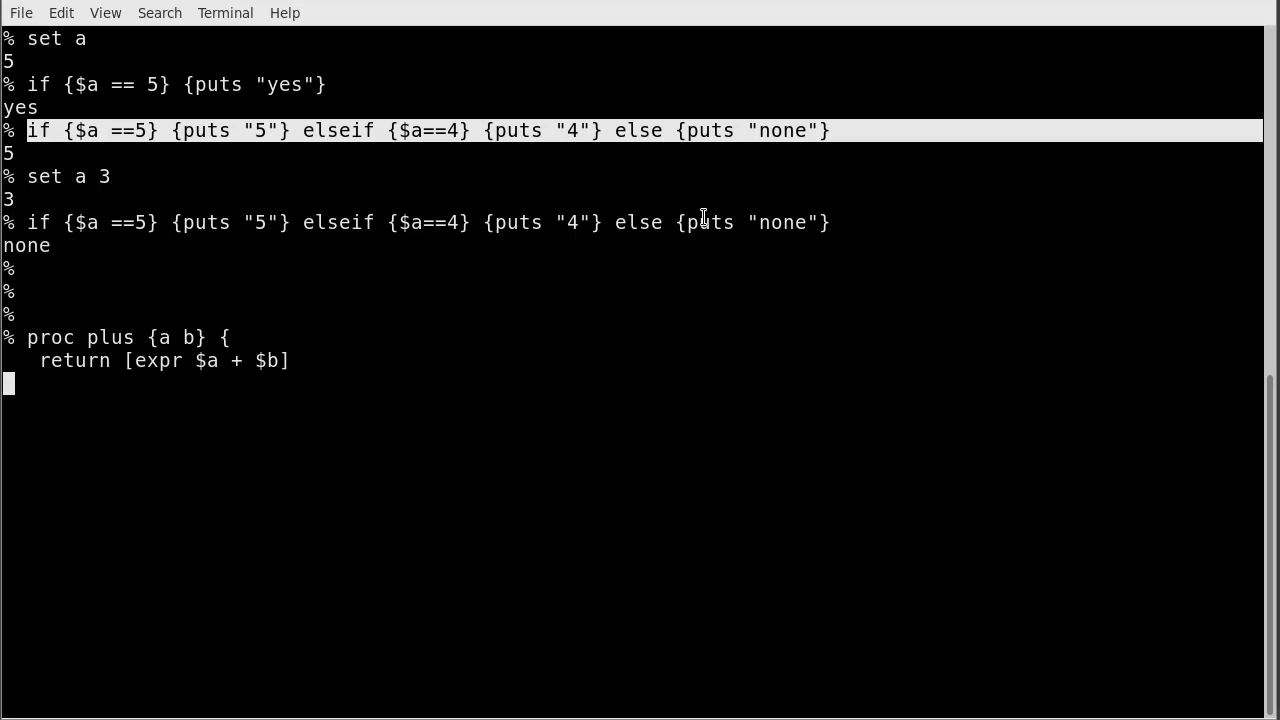 File Edit View Search Terminal Help
% set a
5
% if {$a == 5} {puts "yes"}
yes
% if {$a ==5} {puts "5"} elseif {$a==4} {puts "4"} else {puts "none"}
5
% set a 3
3
% if {$a ==5} {puts "5"} elseif {$a==4} {puts "4"} else {puts "none"}
none
%
%
%
% proc plus {a b} {
   return [expr $a + $b]